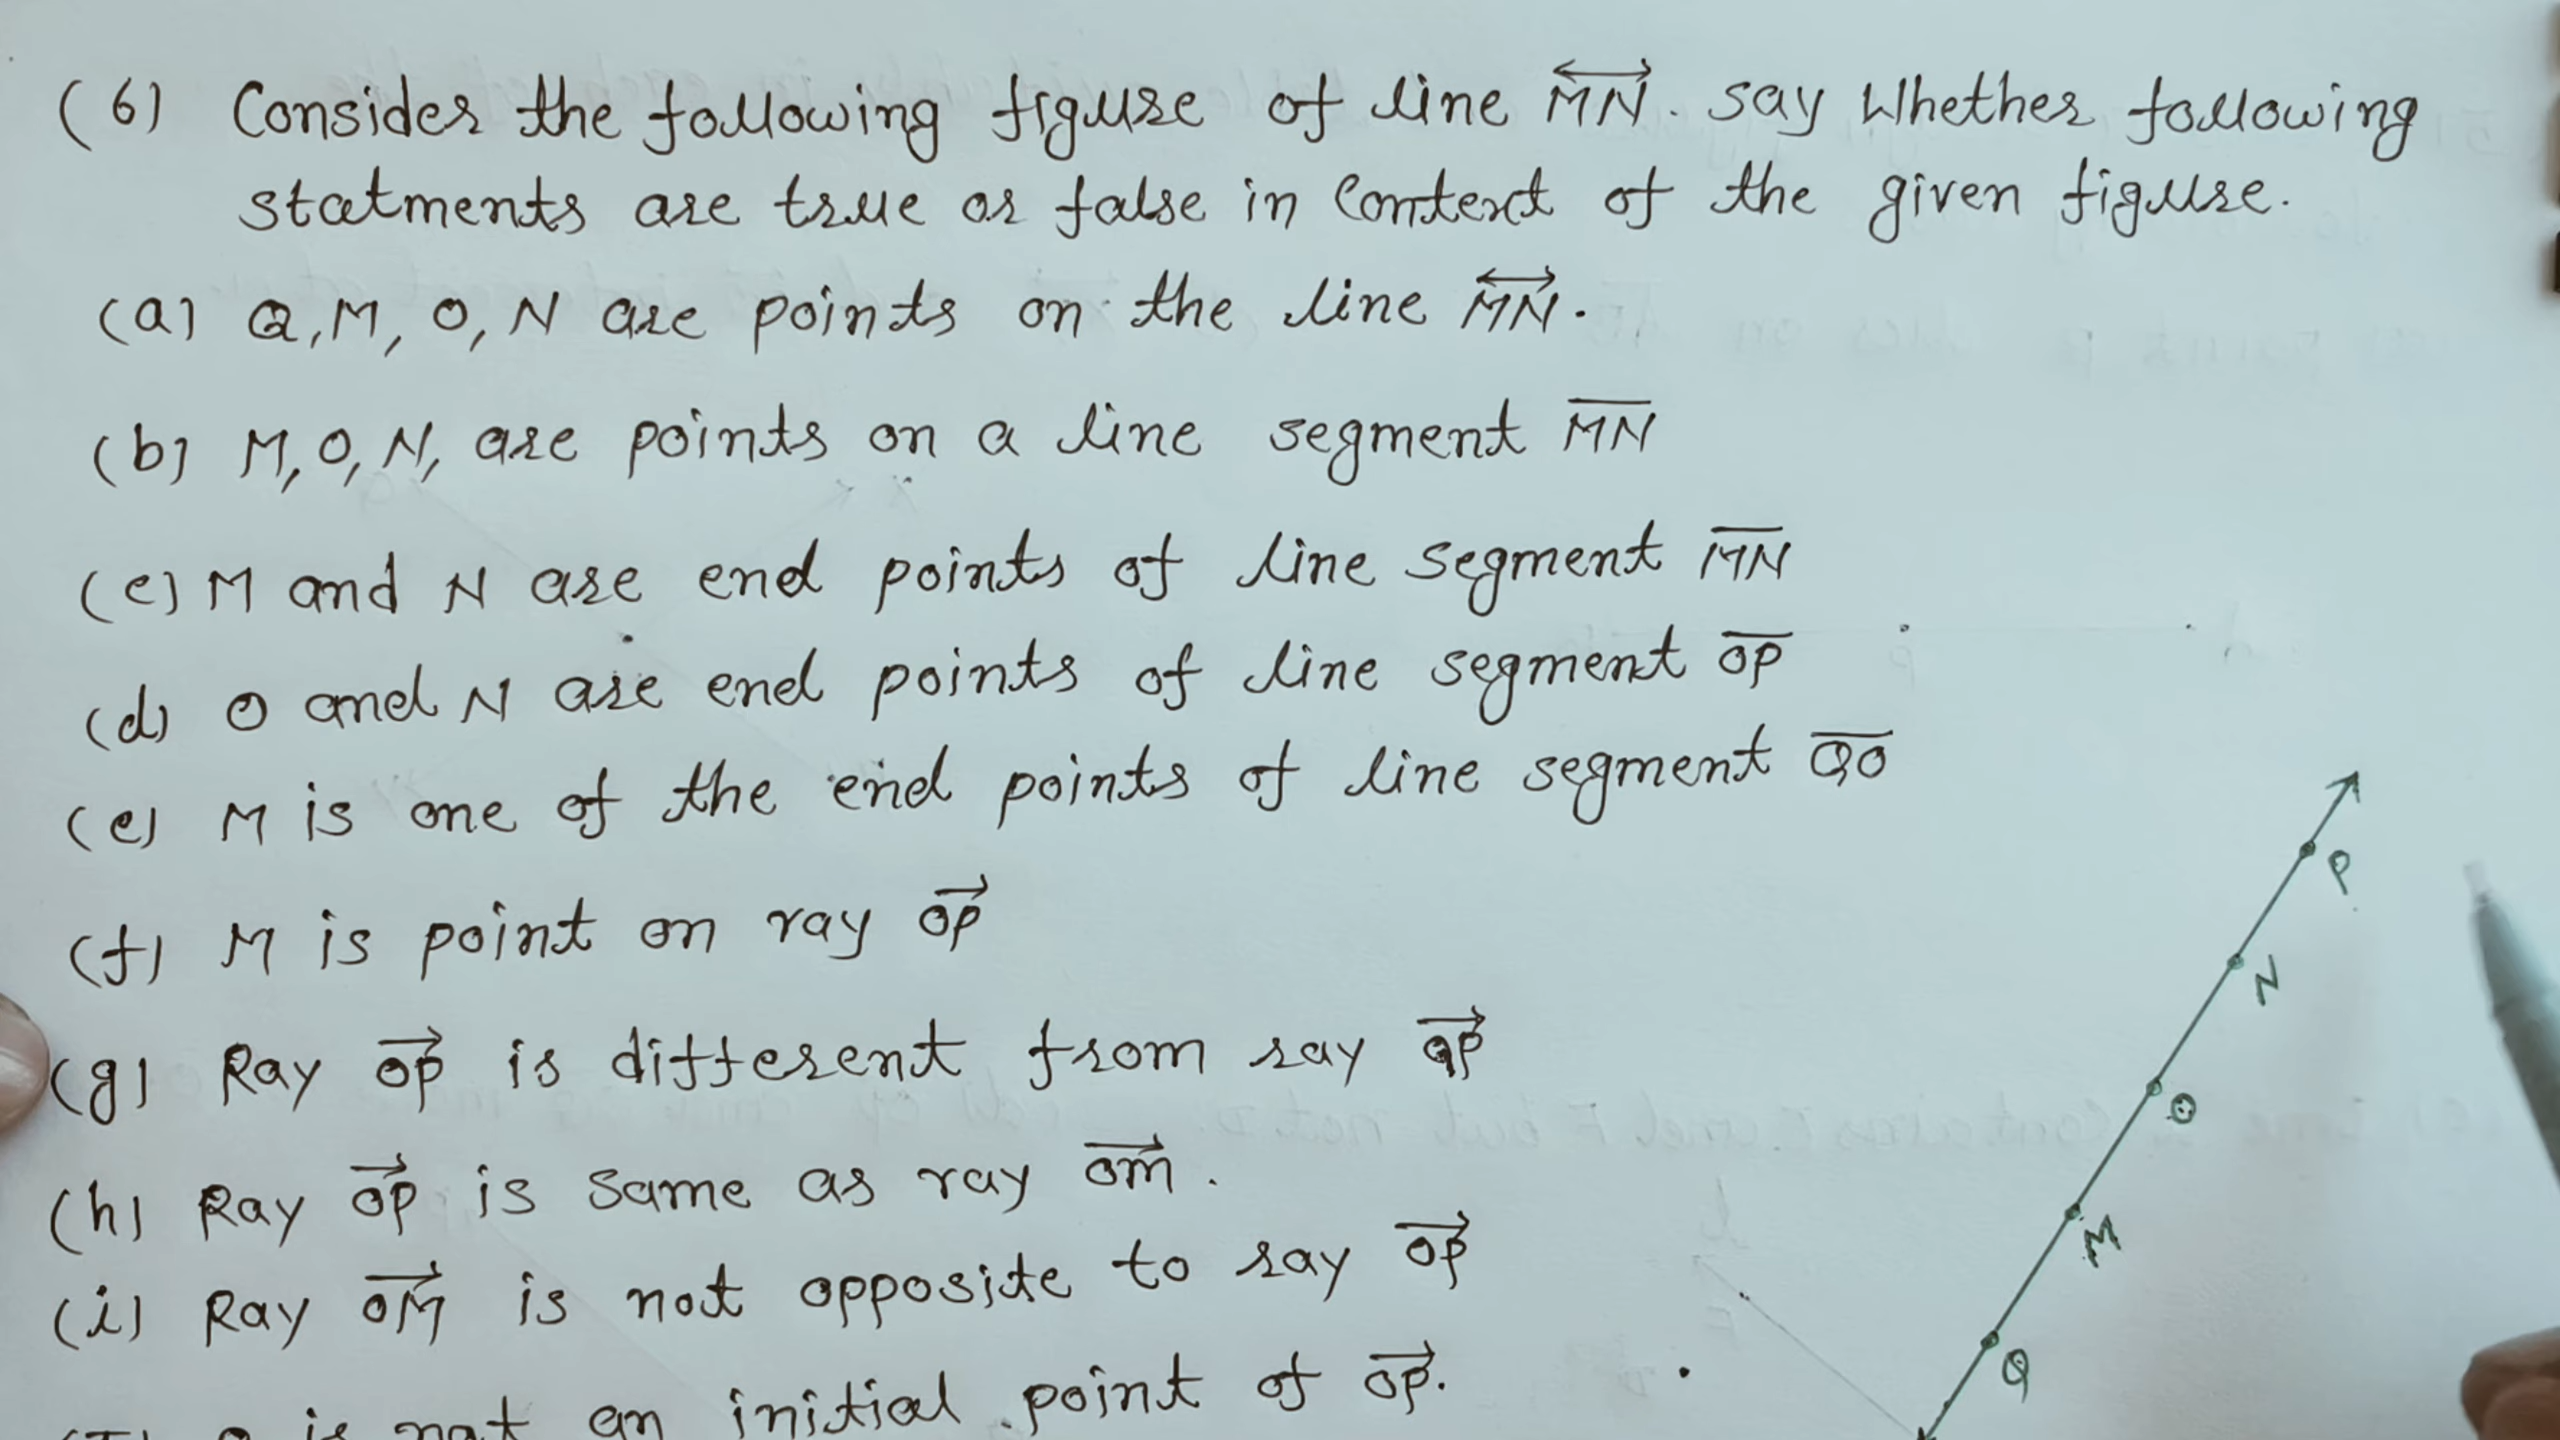 (6) Consider the following figure of line MN. say Whether following
statments are true or false in Context of the given figure.
(a) Q, M, O, N are points on the line MN.
(b) M, O, N, are points on a line segment MN
(c) M and N are end points of line segment MN
(d) O and N are end points of line segment OP
(e) M is one of the end points of line segment QO
(f) M is point on ray OP
(g) Ray OP is different from ray QP
(h) Ray OP is same as ray OM.
(i) Ray OM is not opposite to ray OP
is not an initial point of OP.
P
N
O
M
Q